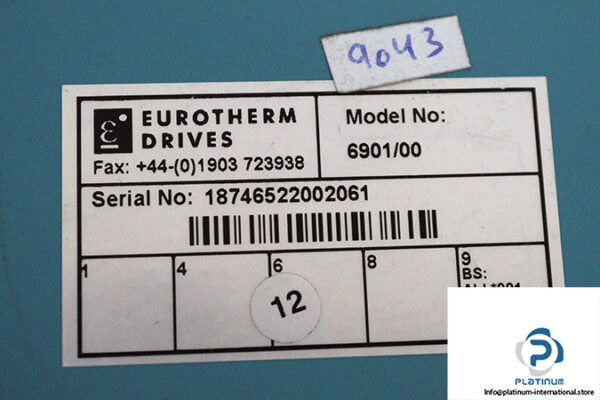 9043
EUROTHERM
DRIVES
Fax: +44-(0)1903 723938
Model No:
6901/00
Serial No: 18746522002061
1
4
6
8
9
BS:
12
PLATINUM
Info@platinum-international.store